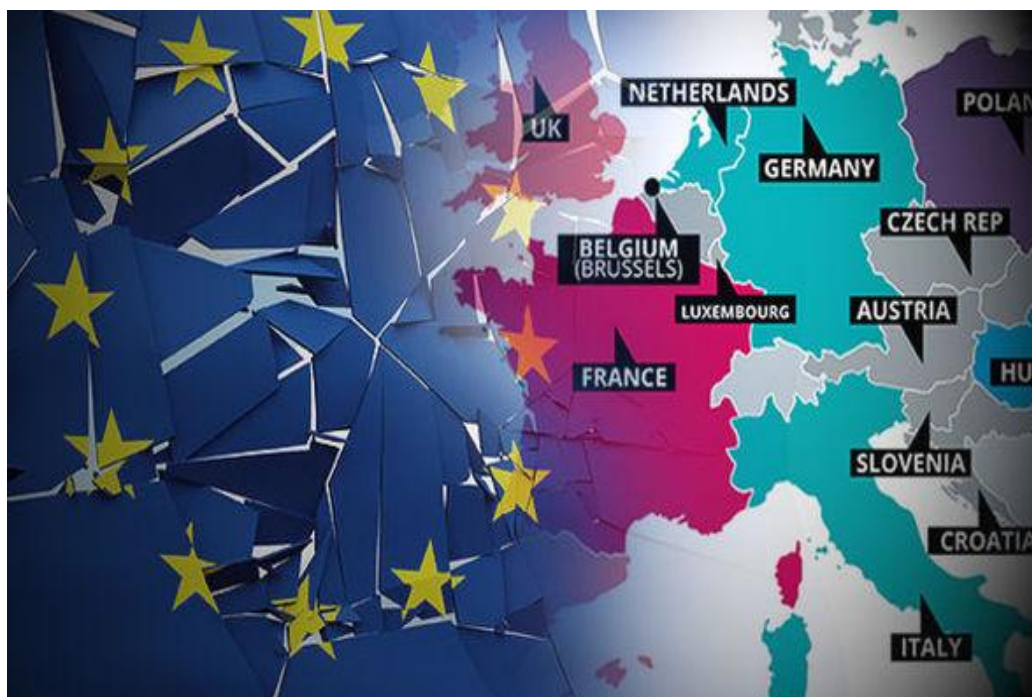 NETHERLANDS
POLAN
UK
GERMANY
CZECH REP
BELGIUM
(BRUSSELS)
LUXEMBOURG
AUSTRIA
FRANCE
HU
SLOVENIA
CROATIA
ITALY